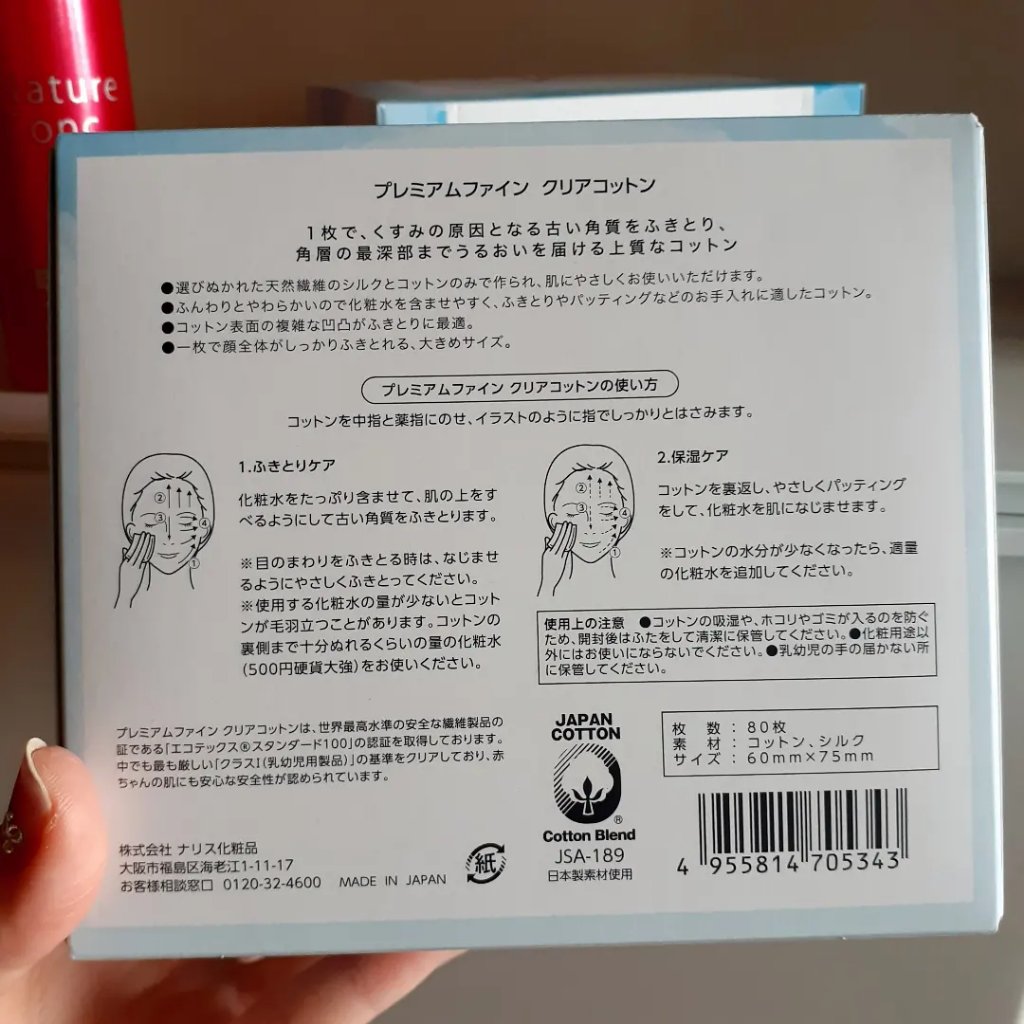 ature
ops
プレミアムファイン クリアコットン
1枚で、くすみの原因となる古い角質をふきとり、
角層の最深部までうるおいを届ける上質なコットン
●選びぬかれた天然繊維のシルクとコットンのみで作られ、肌にやさしくお使いいただけます。
●ふんわりとやわらかいので化粧水を含ませやすく、ふきとりやパッティングなどのお手入れに適したコットン。
●コットン表面の複雑な凹凸がふきとりに最適。
●一枚で顔全体がしっかりふきとれる、大きめサイズ。
プレミアムファイン クリアコットンの使い方
コットンを中指と薬指にのせ、イラストのように指でしっかりとはさみます。
1.ふきとりケア
化粧水をたっぷり含ませて、肌の上をす
べるようにして古い角質をふきとります。
※目のまわりをふきとる時は、なじませ
るようにやさしくふきとってください。
※使用する化粧水の量が少ないとコット
ンが毛羽立つことがあります。コットンの
裏側まで十分ぬれるくらいの量の化粧水
(500円硬貨大強)をお使いください。
② ③ ④ ①
2.保湿ケア
コットンを裏返し、やさしくパッティング
をして、化粧水を肌になじませます。
※コットンの水分が少なくなったら、適量
の化粧水を追加してください。
② ③ ④ ①
使用上の注意 ●コットンの吸湿や、ホコリやゴミが入るのを防ぐ
ため、開封後はふたをして清潔に保管してください。●化粧用途以
外にはお使いにならないでください。●乳幼児の手の届かない所
に保管してください。
プレミアムファイン クリアコットンは、世界最高水準の安全な繊維製品の
証である「エコテックス®スタンダード100」の認証を取得しております。
中でも最も厳しい「クラスI(乳幼児用製品)」の基準をクリアしており、赤
ちゃんの肌にも安心な安全性が認められています。
株式会社 ナリス化粧品
大阪市福島区海老江1-11-17
お客様相談窓口 0120-32-4600 MADE IN JAPAN
紙
JAPAN
COTTON
®
Cotton Blend
JSA-189
日本製素材使用
枚 数 : 80枚
素 材 : コットン、シルク
サイズ : 60mm×75mm
4 955814 705343